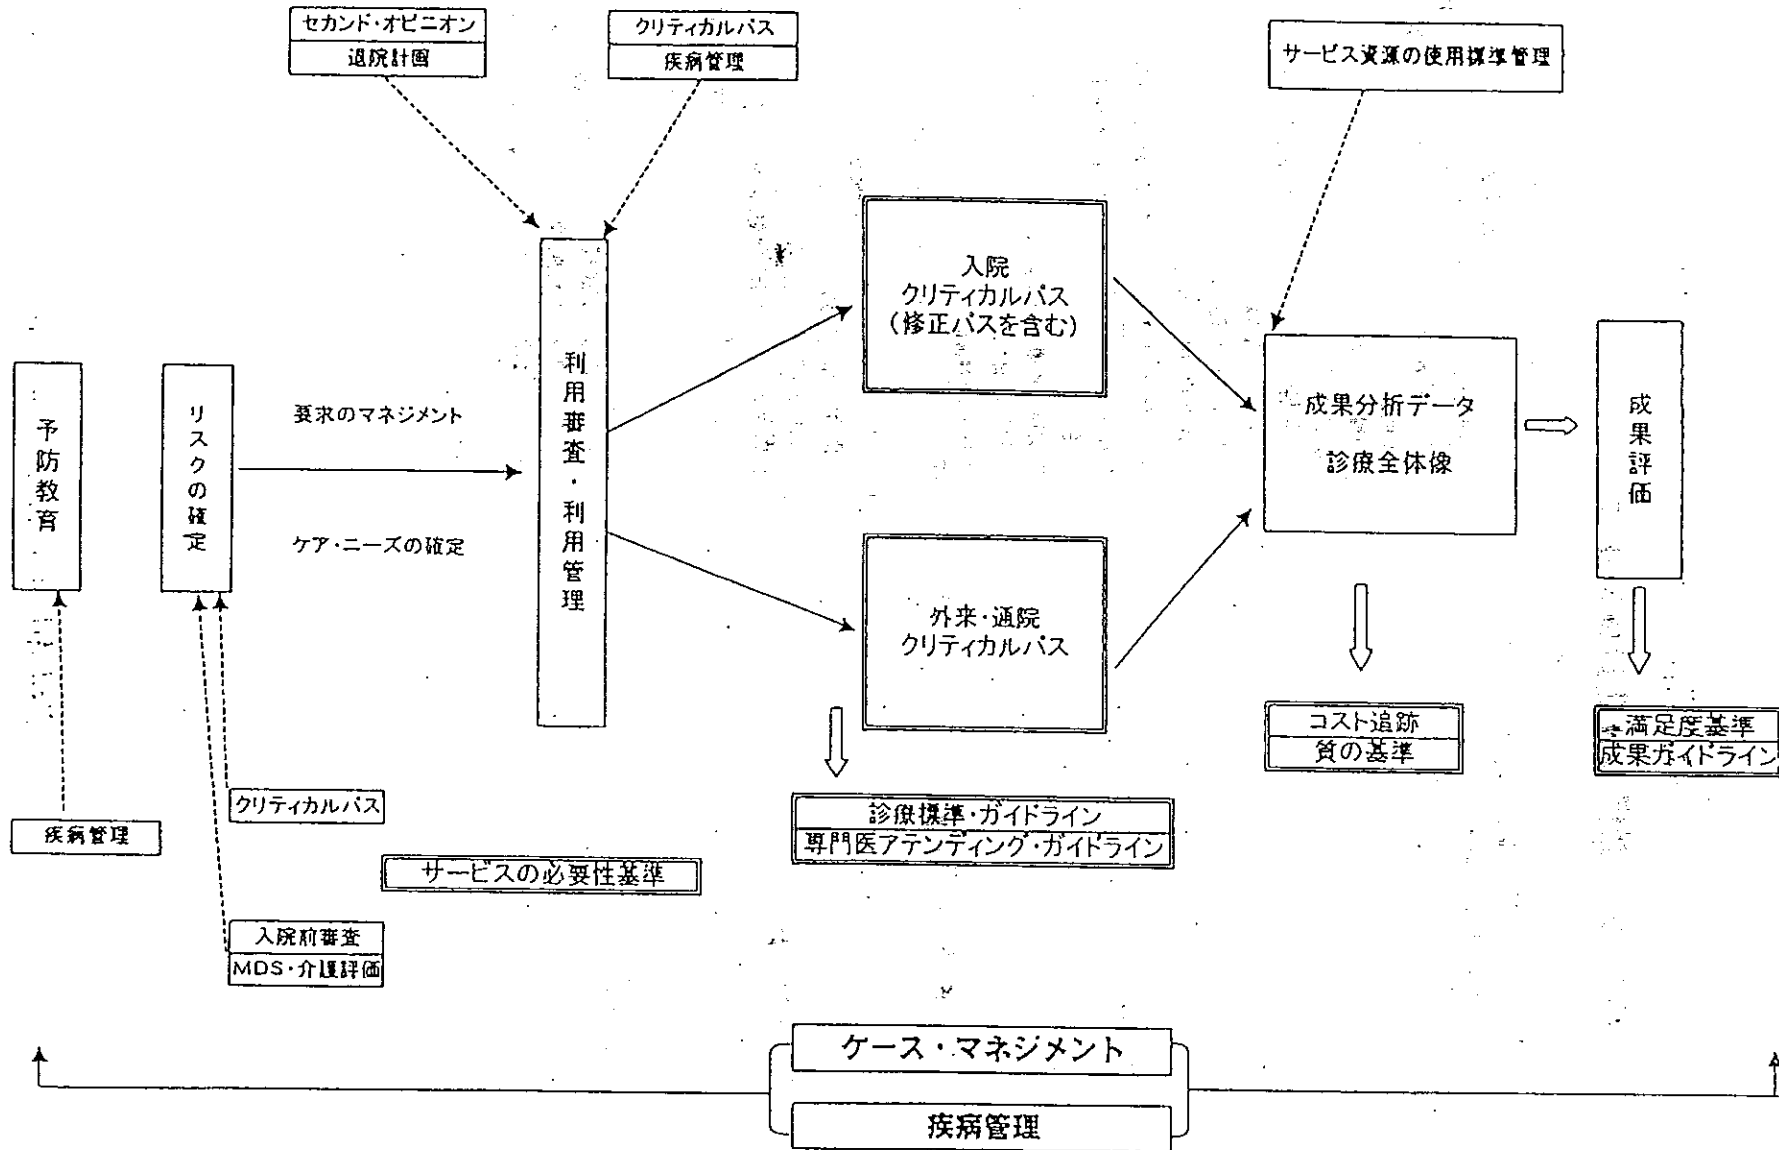 セカンド・オピニオン
退院計画
クリティカルパス
疾病管理
サービス資源の使用標準管理
予防教育
リスクの確定
要求のマネジメント
ケア・ニーズの確定
利用審査・利用管理
入院
クリティカルパス
(修正パスを含む)
外来・通院
クリティカルパス
成果分析データ
診療全体像
成果評価
コスト追跡
質の基準
満足度基準
成果ガイドライン
診療標準・ガイドライン
専門医アテンディング・ガイドライン
クリティカルパス
疾病管理
サービスの必要性基準
入院前審査
MDS・介護評価
ケース・マネジメント
疾病管理